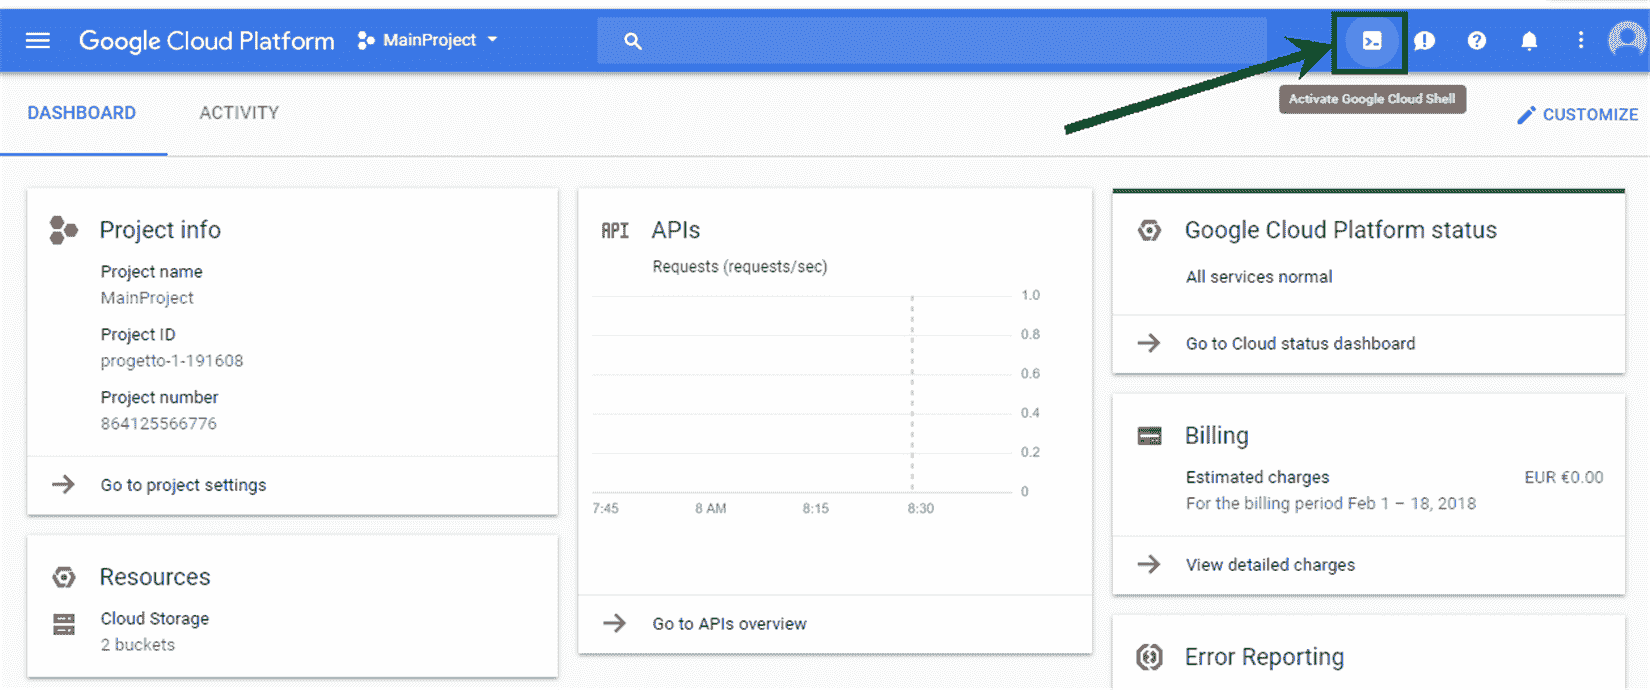 Google Cloud Platform MainProject
Activate Google Cloud Shell
DASHBOARD ACTIVITY CUSTOMIZE
Project info
Project name
MainProject
Project ID
progetto-1-191608
Project number
864125566776
Go to project settings
Resources
Cloud Storage
2 buckets
API APIs
Requests (requests/sec)
1.0
0.8
0.6
0.4
0.2
0
7:45 8 AM 8:15 8:30
Go to APIs overview
Google Cloud Platform status
All services normal
Go to Cloud status dashboard
Billing
Estimated charges EUR €0.00
For the billing period Feb 1 – 18, 2018
View detailed charges
Error Reporting